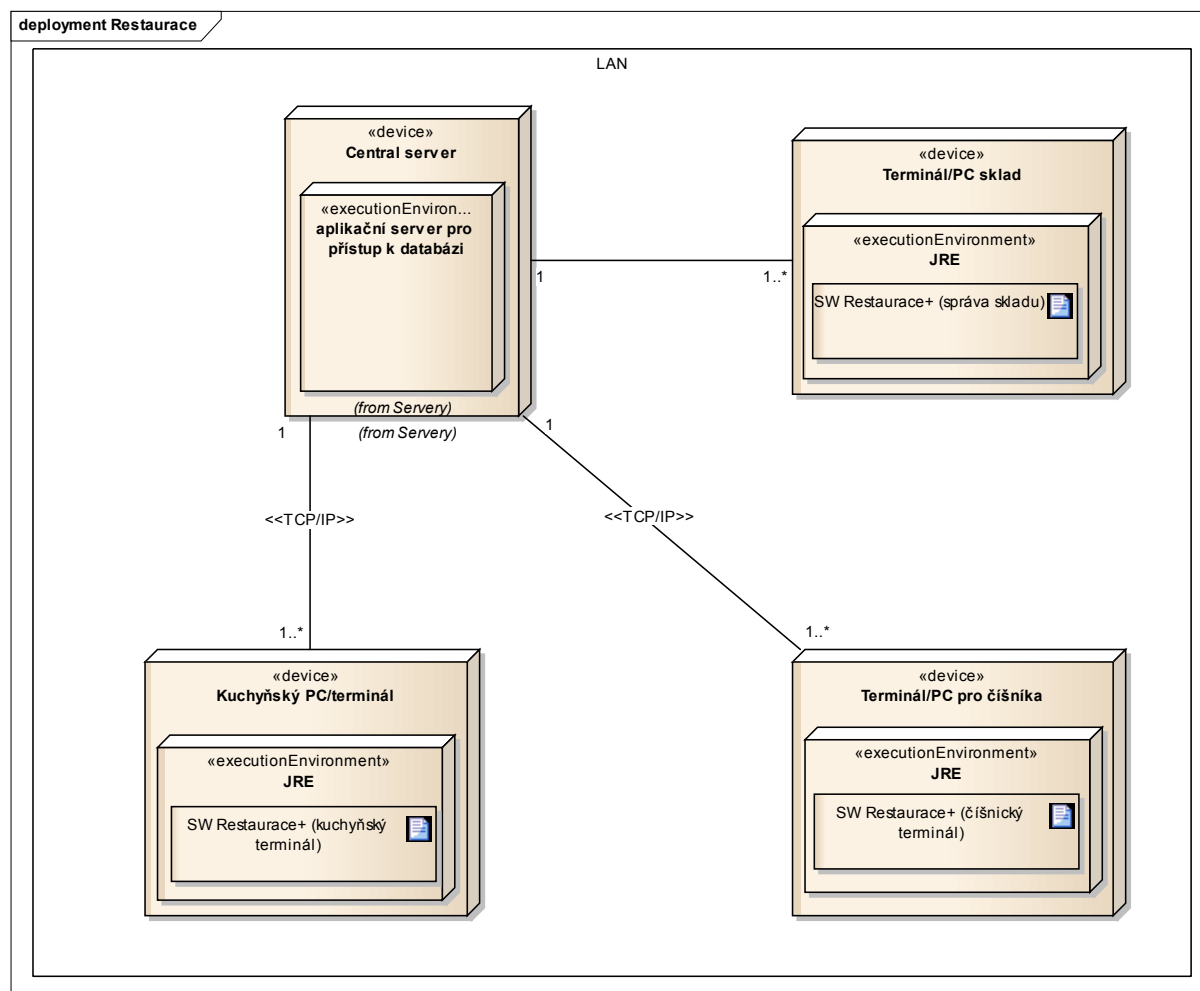 deployment Restaurace
LAN
«device»
Central server
«executionEnviron...
aplikační server pro
přístup k databázi
(from Servery)
(from Servery)
«device»
Terminál/PC sklad
«executionEnvironment»
JRE
SW Restaurace+ (správa skladu)
1
1..*
1
<<TCP/IP>>
1..*
1
<<TCP/IP>>
1..*
«device»
Kuchyňský PC/terminál
«executionEnvironment»
JRE
SW Restaurace+ (kuchyňský
terminál)
«device»
Terminál/PC pro číšníka
«executionEnvironment»
JRE
SW Restaurace+ (číšnický
terminál)